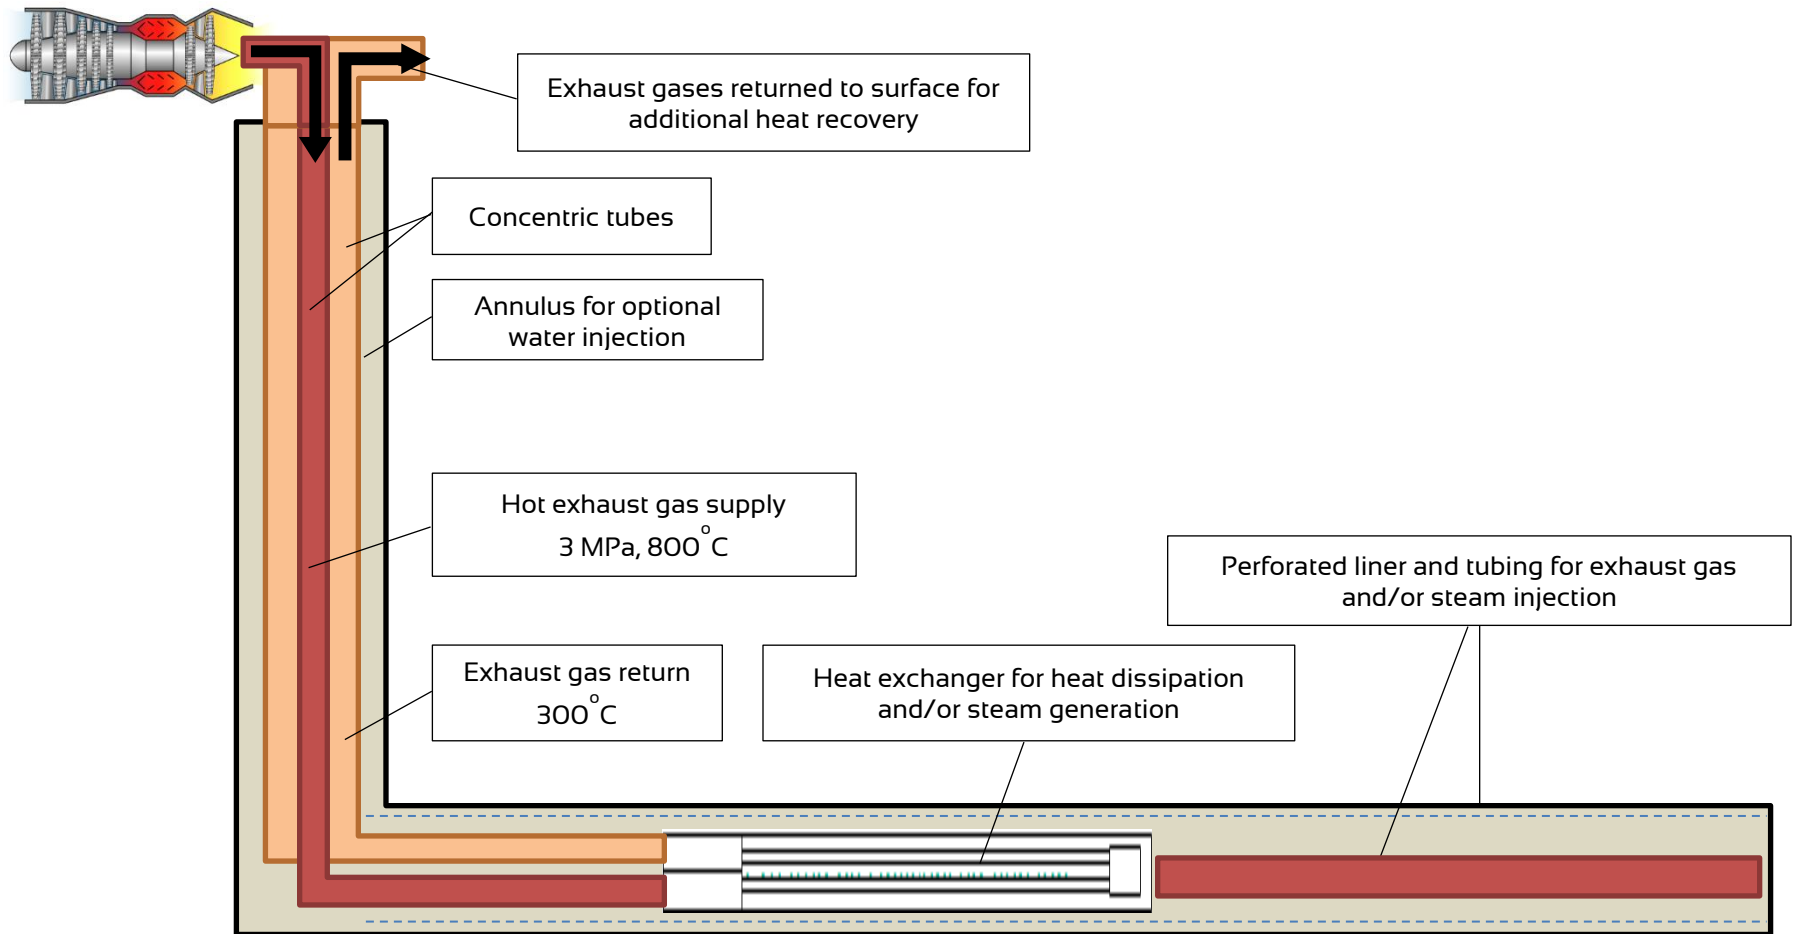 Exhaust gases returned to surface for
additional heat recovery
Concentric tubes
Annulus for optional
water injection
Hot exhaust gas supply
3 MPa, 800°C
Perforated liner and tubing for exhaust gas
and/or steam injection
Exhaust gas return
300°C
Heat exchanger for heat dissipation
and/or steam generation